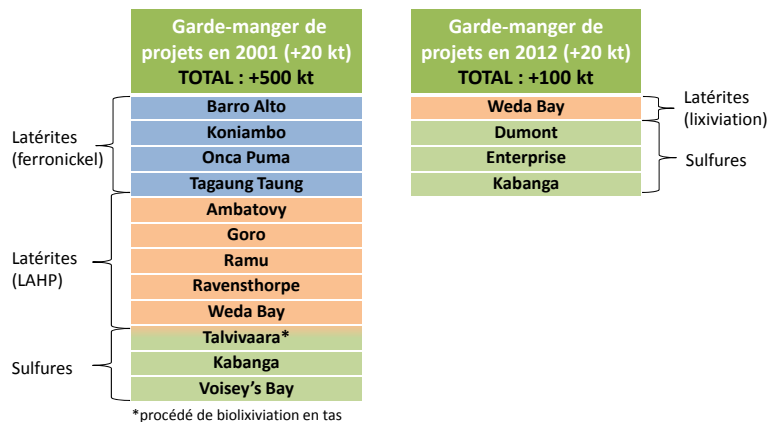 Garde-manger de
projets en 2001 (+20 kt)
TOTAL : +500 kt
Latérites
(ferronickel)
Barro Alto
Koniambo
Onca Puma
Tagaung Taung
Latérites
(LAHP)
Ambatovy
Goro
Ramu
Ravensthorpe
Weda Bay
Sulfures
Talvivaara*
Kabanga
Voisey’s Bay
*procédé de biolixiviation en tas
Garde-manger de
projets en 2012 (+20 kt)
TOTAL : +100 kt
Weda Bay
Latérites
(lixiviation)
Dumont
Enterprise
Kabanga
Sulfures